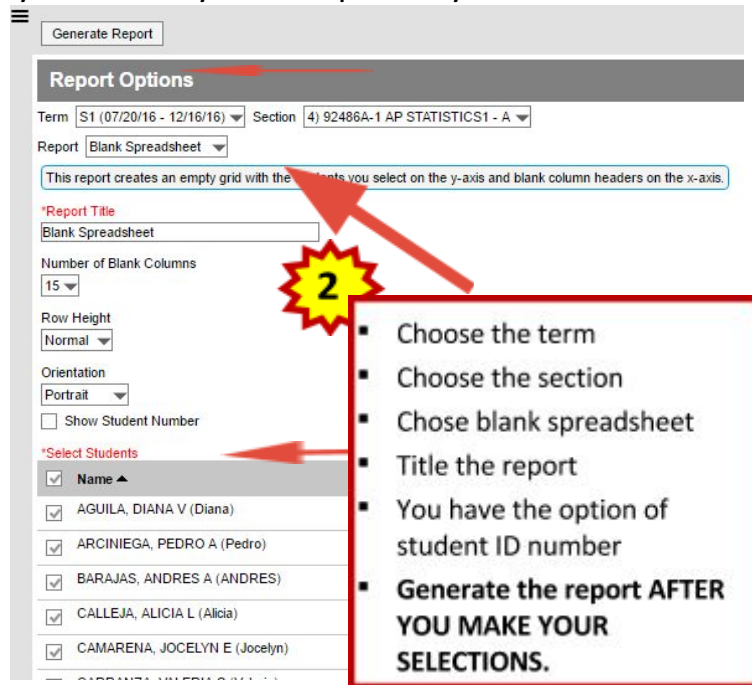 Generate Report
Report Options
Term S1 (07/20/16 - 12/16/16) Section 4) 92486A-1 AP STATISTICS1 - A
Report Blank Spreadsheet
This report creates an empty grid with the you select on the y-axis and blank column headers on the x-axis.
*Report Title
Blank Spreadsheet
Number of Blank Columns
15
2
Row Height
Normal
Orientation
Portrait
Show Student Number
*Select Students
Name
AGUILA, DIANA V (Diana)
ARCINIEGA, PEDRO A (Pedro)
BARAJAS, ANDRES A (ANDRES)
CALLEJA, ALICIA L (Alicia)
CAMARENA, JOCELYN E (Jocelyn)
▪ Choose the term
▪ Choose the section
▪ Chose blank spreadsheet
▪ Title the report
▪ You have the option of
student ID number
▪ Generate the report AFTER
YOU MAKE YOUR
SELECTIONS.